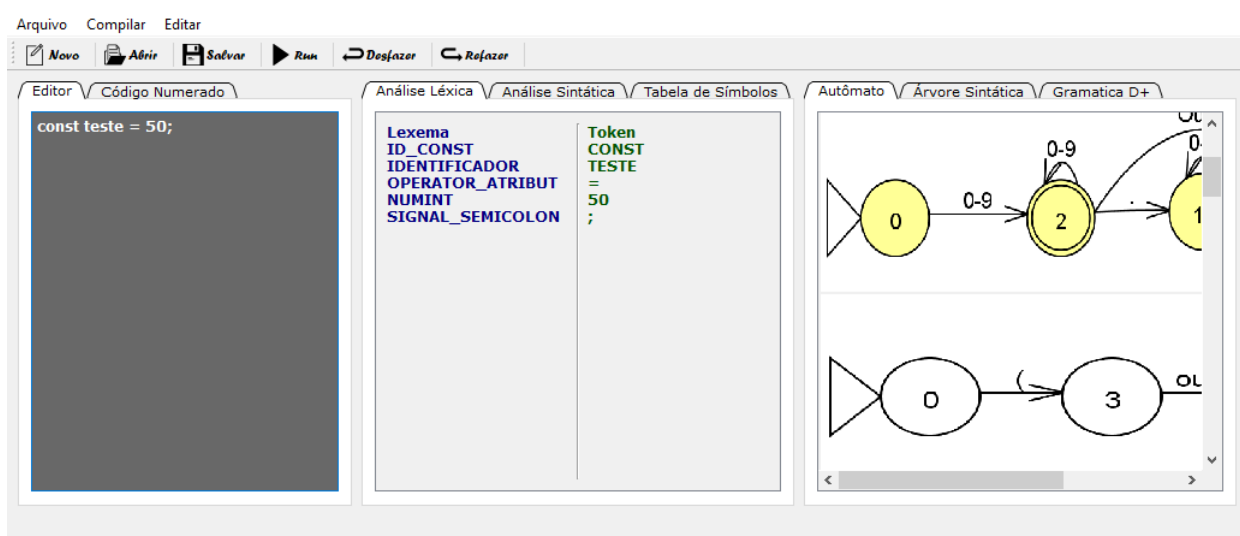 Arquivo Compilar Editar
Novo Abrir Salvar Run Desfazer Refazer
Editor Código Numerado
const teste = 50;
Análise Léxica Análise Sintática Tabela de Símbolos
Lexema Token
ID_CONST CONST
IDENTIFICADOR TESTE
OPERATOR_ATRIBUT =
NUMINT 50
SIGNAL_SEMICOLON ;
Autômato Árvore Sintática Gramatica D+
0-9
0 0-9 2 . 1
0 ( 3